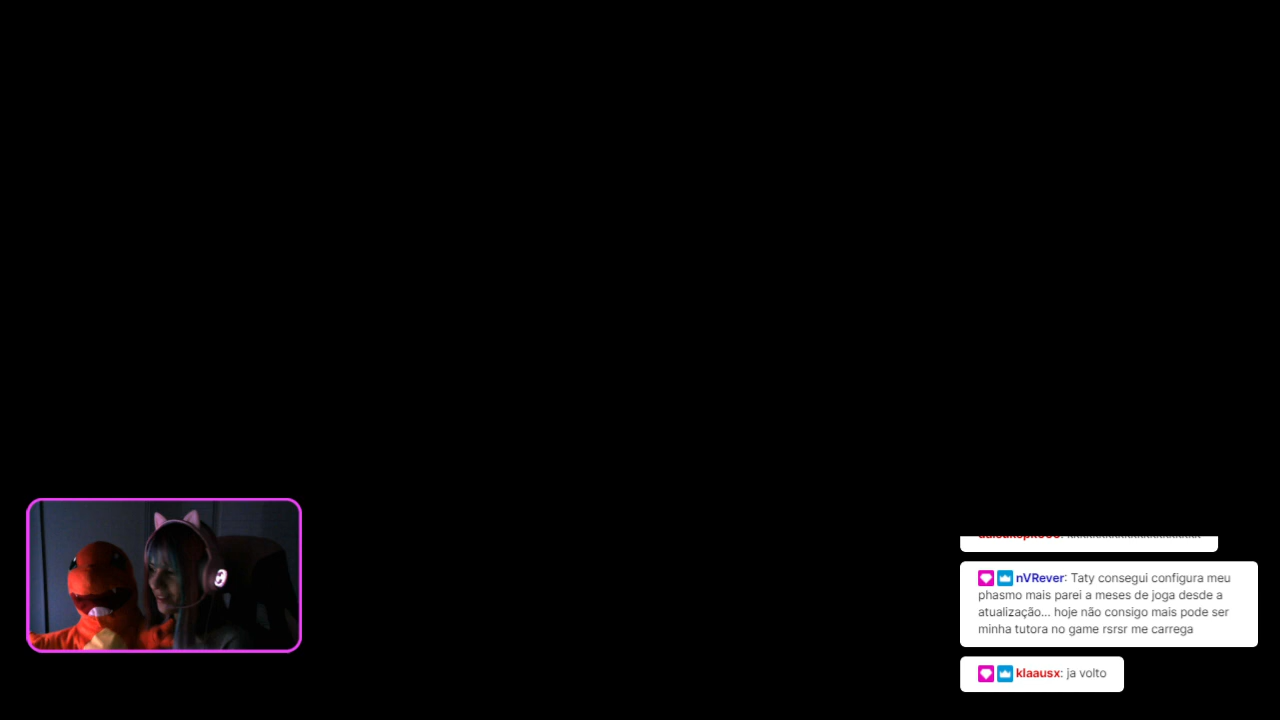 nVRever: Taty consegui configura meu
phasmo mais parei a meses de joga desde a
atualização... hoje não consigo mais pode ser
minha tutora no game rsrsr me carrega
klaausx: ja volto